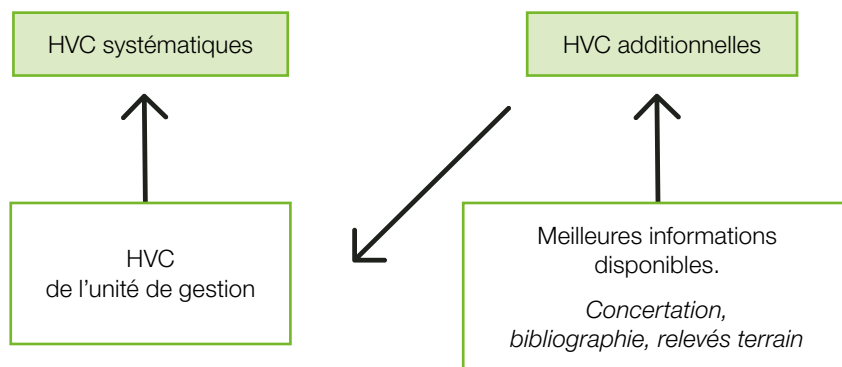 HVC systématiques
HVC additionnelles
HVC
de l’unité de gestion
Meilleures informations
disponibles.
Concertation,
bibliographie, relevés terrain